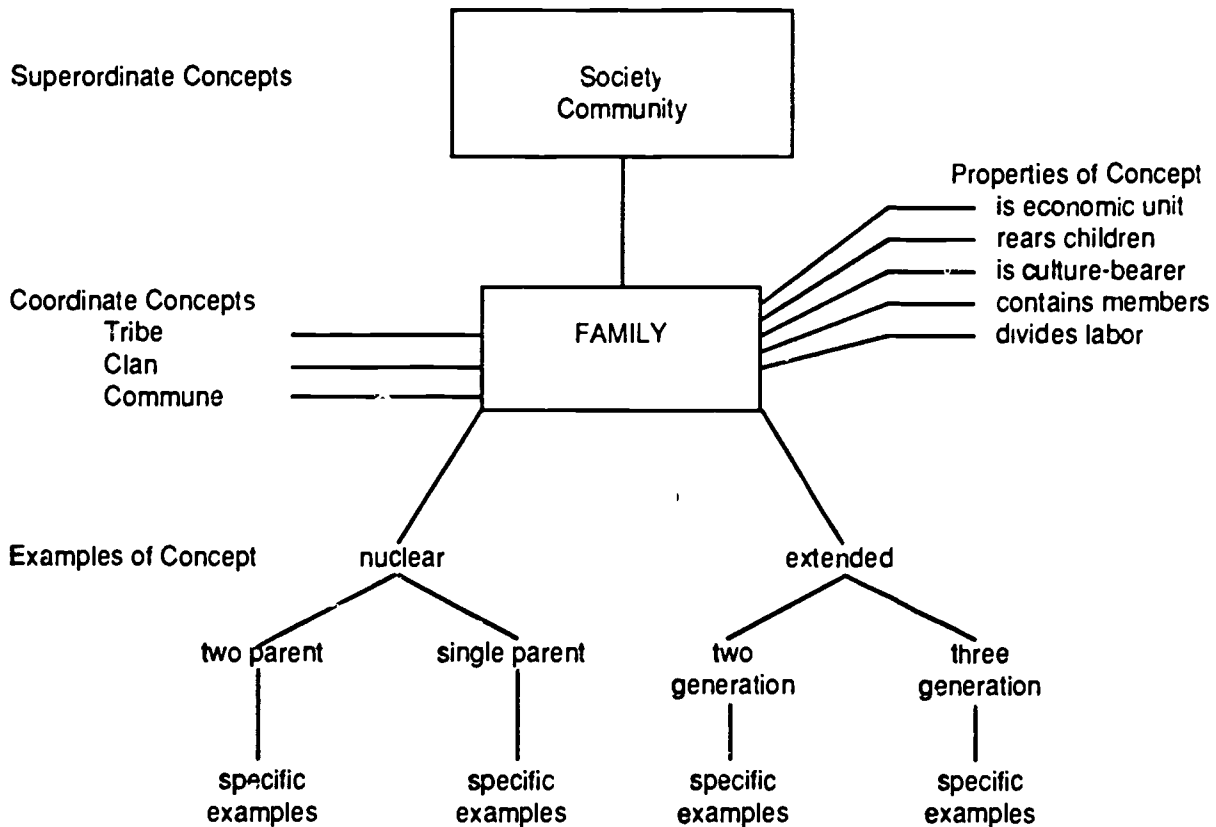 Superordinate Concepts
Society
Community
Properties of Concept
is economic unit
rears children
is culture-bearer
contains members
divides labor
Coordinate Concepts
Tribe
Clan
Commune
FAMILY
Examples of Concept
nuclear
extended
two parent
single parent
two
generation
three
generation
specific
examples
specific
examples
specific
examples
specific
examples